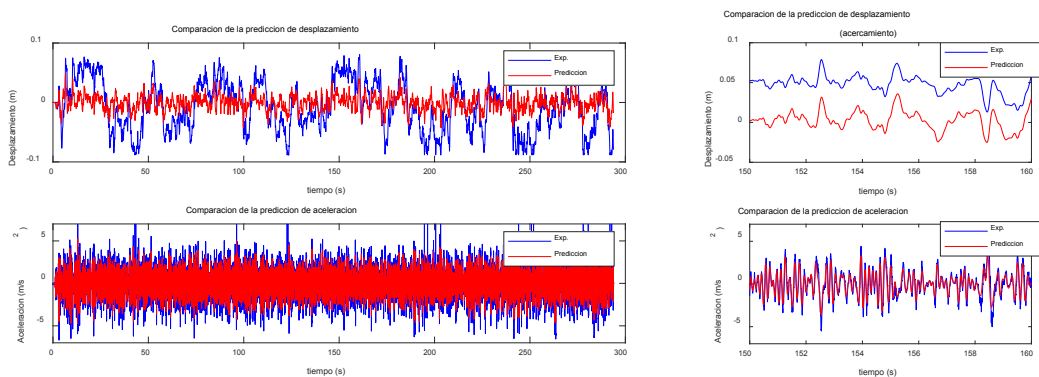 Comparacion de la prediccion de desplazamiento
0.1
0
-0.1
Desplazamiento (m)
Exp.
Prediccion
0
50
100
150
200
250
300
tiempo (s)
Comparacion de la prediccion de desplazamiento
(acercamiento)
0.1
0.05
0
-0.05
Desplazamiento (m)
Exp.
Prediccion
150
152
154
156
158
160
tiempo (s)
Comparacion de la prediccion de aceleracion
5
0
-5
Aceleracion (m/s
2
)
Exp.
Prediccion
0
50
100
150
200
250
300
tiempo (s)
Comparacion de la prediccion de aceleracion
5
0
-5
Aceleracion (m/s
2
)
Exp.
Prediccion
150
152
154
156
158
160
tiempo (s)